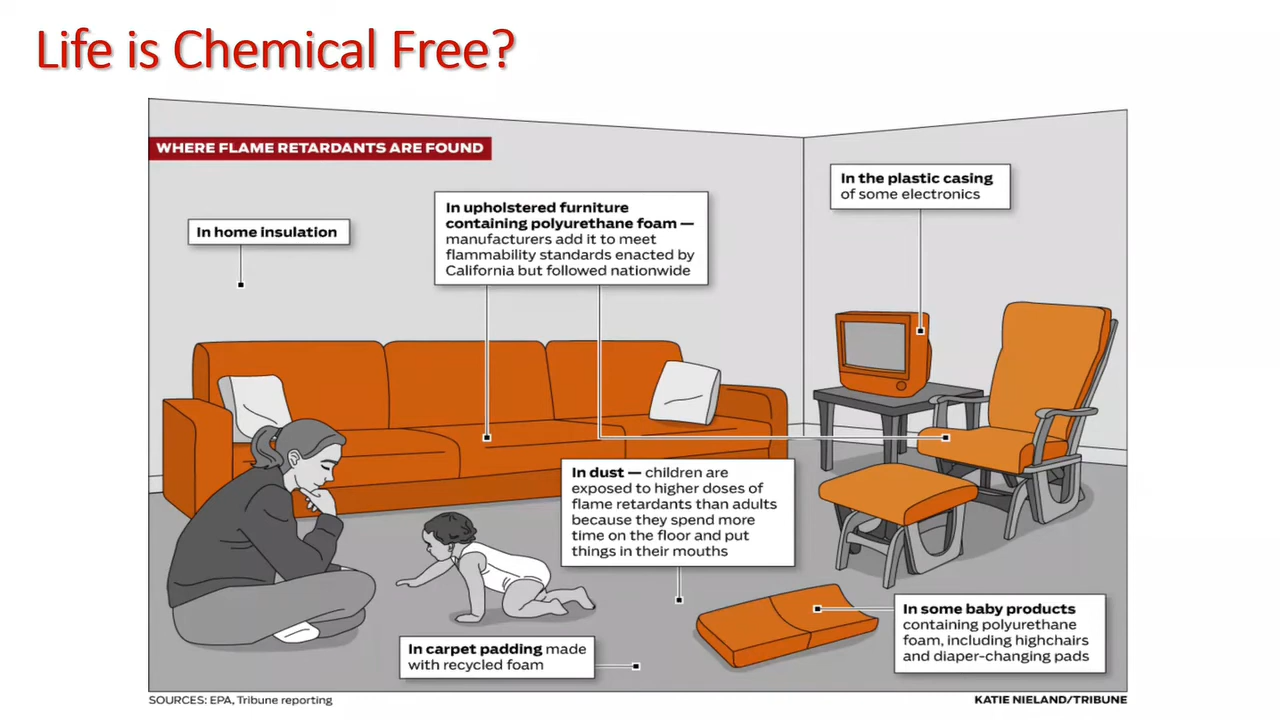 Life is Chemical Free?
WHERE FLAME RETARDANTS ARE FOUND
In home insulation
In upholstered furniture
containing polyurethane foam —
manufacturers add it to meet
flammability standards enacted by
California but followed nationwide
In the plastic casing
of some electronics
In dust — children are
exposed to higher doses of
flame retardants than adults
because they spend more
time on the floor and put
things in their mouths
In carpet padding made
with recycled foam
In some baby products
containing polyurethane
foam, including highchairs
and diaper-changing pads
SOURCES: EPA, Tribune reporting
KATIE NIELAND/TRIBUNE